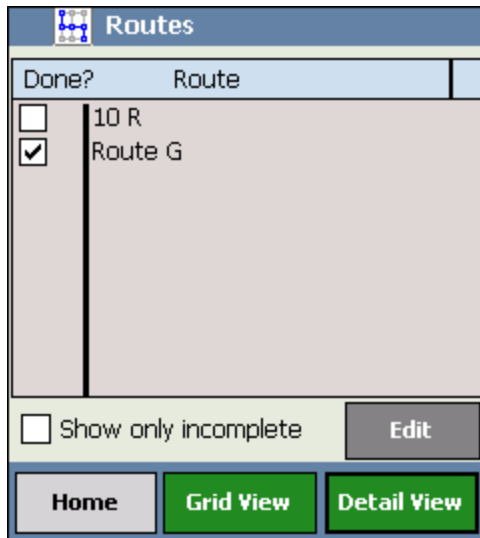 Routes
Done? Route
10 R
Route G
Show only incomplete Edit
Home Grid View Detail View